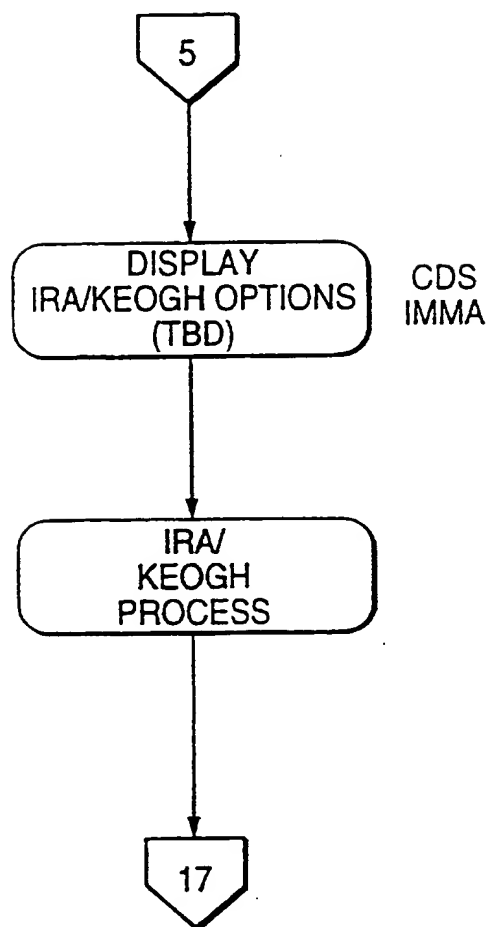 5
DISPLAY
IRA/KEOGH OPTIONS
(TBD)
CDS
IMMA
IRA/
KEOGH
PROCESS
17